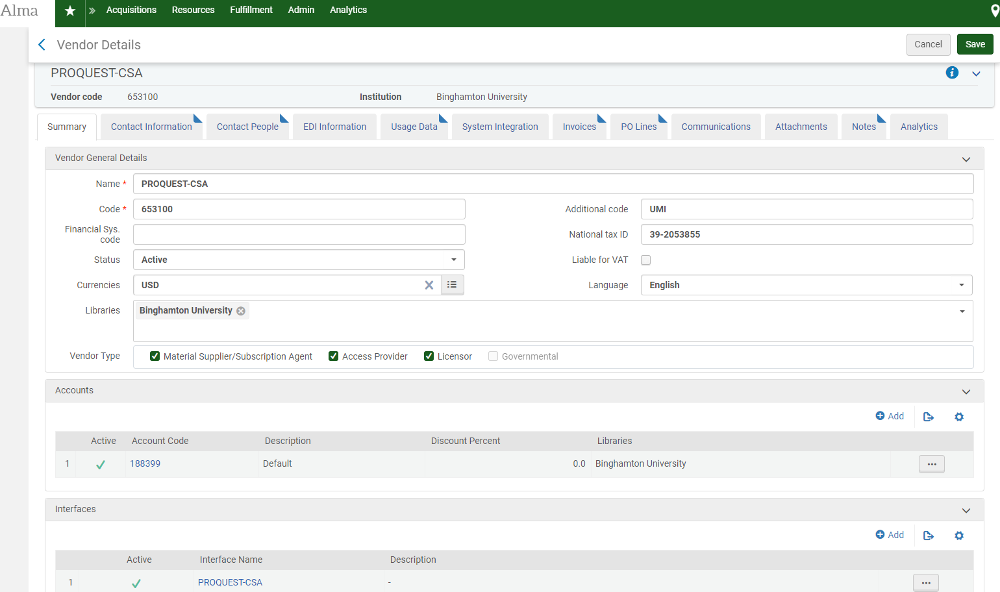 Alma
Acquisitions Resources Fulfillment Admin Analytics
Vendor Details Cancel Save
PROQUEST-CSA
Vendor code 653100 Institution Binghamton University
Summary Contact Information Contact People EDI Information Usage Data System Integration Invoices PO Lines Communications Attachments Notes Analytics
Vendor General Details
Name * PROQUEST-CSA
Code * 653100 Additional code UMI
Financial Sys. code National tax ID 39-2053855
Status Active Liable for VAT
Currencies USD Language English
Libraries Binghamton University
Vendor Type Material Supplier/Subscription Agent Access Provider Licensor Governmental
Accounts
Add
Active Account Code Description Discount Percent Libraries
1 188399 Default 0.0 Binghamton University
Interfaces
Add
Active Interface Name Description
1 PROQUEST-CSA -